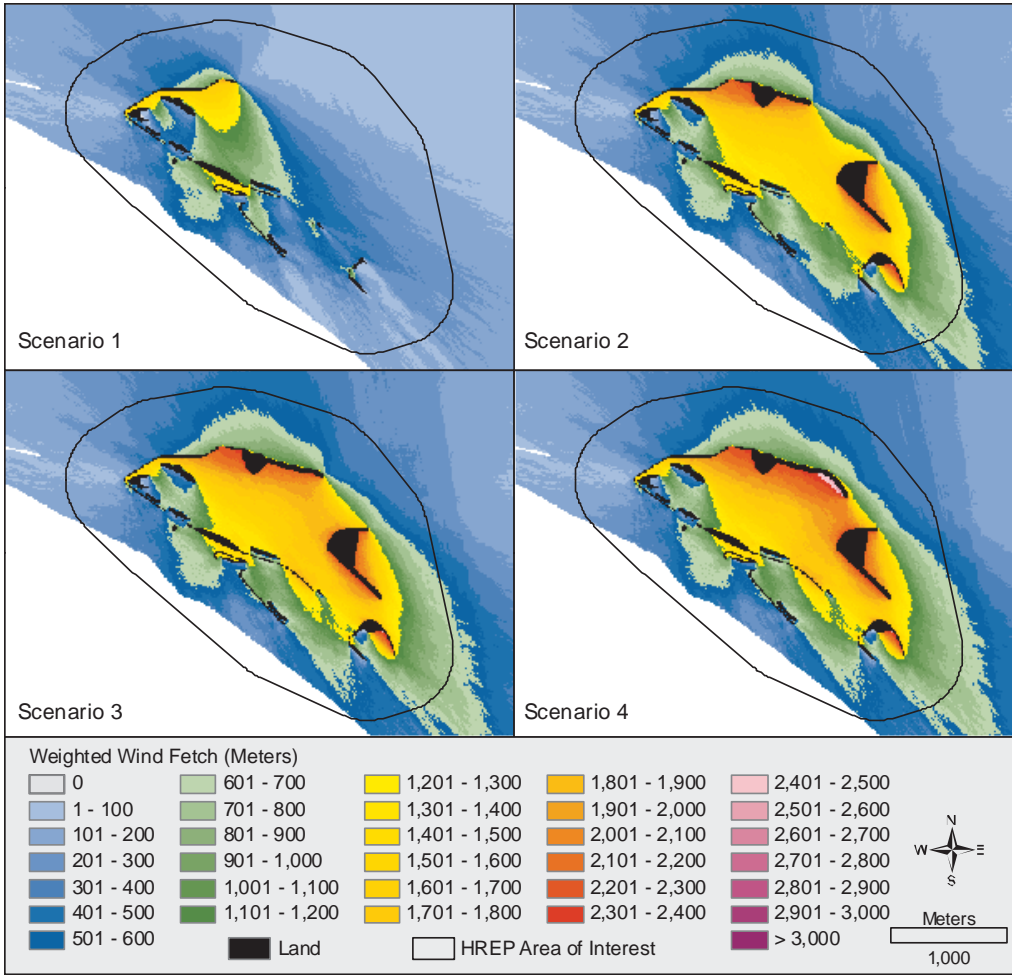 Scenario 1
Scenario 2
Scenario 3
Scenario 4
Weighted Wind Fetch (Meters)
0
1 - 100
101 - 200
201 - 300
301 - 400
401 - 500
501 - 600
601 - 700
701 - 800
801 - 900
901 - 1,000
1,001 - 1,100
1,101 - 1,200
1,201 - 1,300
1,301 - 1,400
1,401 - 1,500
1,501 - 1,600
1,601 - 1,700
1,701 - 1,800
1,801 - 1,900
1,901 - 2,000
2,001 - 2,100
2,101 - 2,200
2,201 - 2,300
2,301 - 2,400
2,401 - 2,500
2,501 - 2,600
2,601 - 2,700
2,701 - 2,800
2,801 - 2,900
2,901 - 3,000
> 3,000
Land
HREP Area of Interest
N
W E
S
Meters
1,000